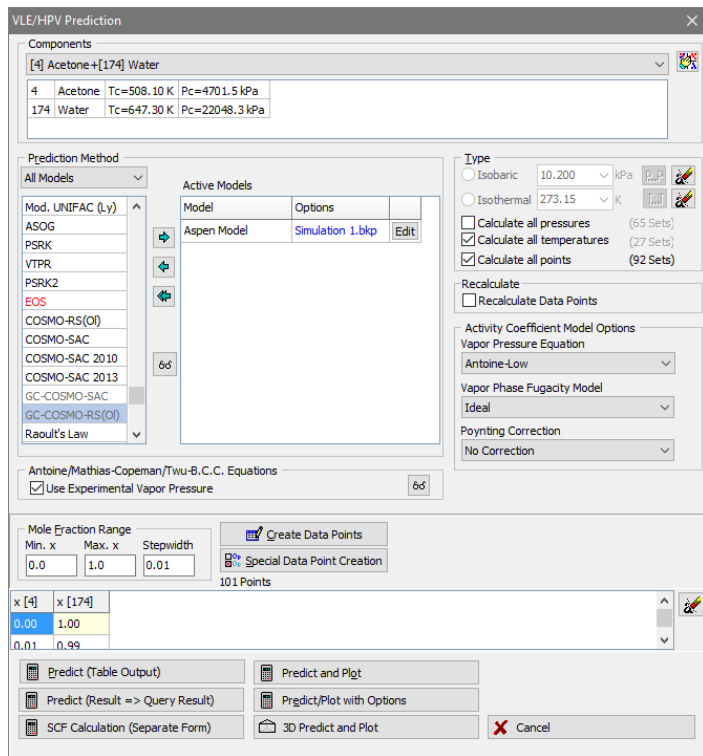 VLE/HPV Prediction
Components
[4] Acetone+[174] Water
4 Acetone Tc=508.10 K Pc=4701.5 kPa
174 Water Tc=647.30 K Pc=22048.3 kPa
Prediction Method
All Models
Mod. UNIFAC (Ly)
ASOG
PSRK
VTPR
PSRK2
EOS
COSMO-RS(Ol)
COSMO-SAC
COSMO-SAC 2010
COSMO-SAC 2013
GC-COSMO-SAC
GC-COSMO-RS(Ol)
Raoult's Law
Active Models
Model Options
Aspen Model Simulation 1.bkp Edit
Type
Isobaric 10.200 kPa P...P
Isothermal 273.15 K T...T
Calculate all pressures (65 Sets)
Calculate all temperatures (27 Sets)
Calculate all points (92 Sets)
Recalculate
Recalculate Data Points
Activity Coefficient Model Options
Vapor Pressure Equation
Antoine-Low
Vapor Phase Fugacity Model
Ideal
Poynting Correction
No Correction
Antoine/Mathias-Copeman/Twu-B.C.C. Equations
Use Experimental Vapor Pressure
Mole Fraction Range
Min. x Max. x Stepwidth
0.0 1.0 0.01
Create Data Points
Special Data Point Creation
101 Points
x [4] x [174]
0.00 1.00
0.01 0.99
Predict (Table Output)
Predict and Plot
Predict (Result => Query Result)
Predict/Plot with Options
SCF Calculation (Separate Form)
3D Predict and Plot
Cancel